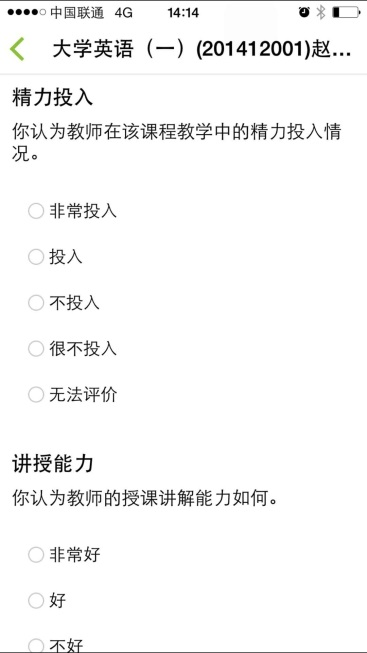 中国联通 4G 14:14
大学英语（一）(201412001)赵...
精力投入
你认为教师在该课程教学中的精力投入情
况。
非常投入
投入
不投入
很不投入
无法评价
讲授能力
你认为教师的授课讲解能力如何。
非常好
好
不好